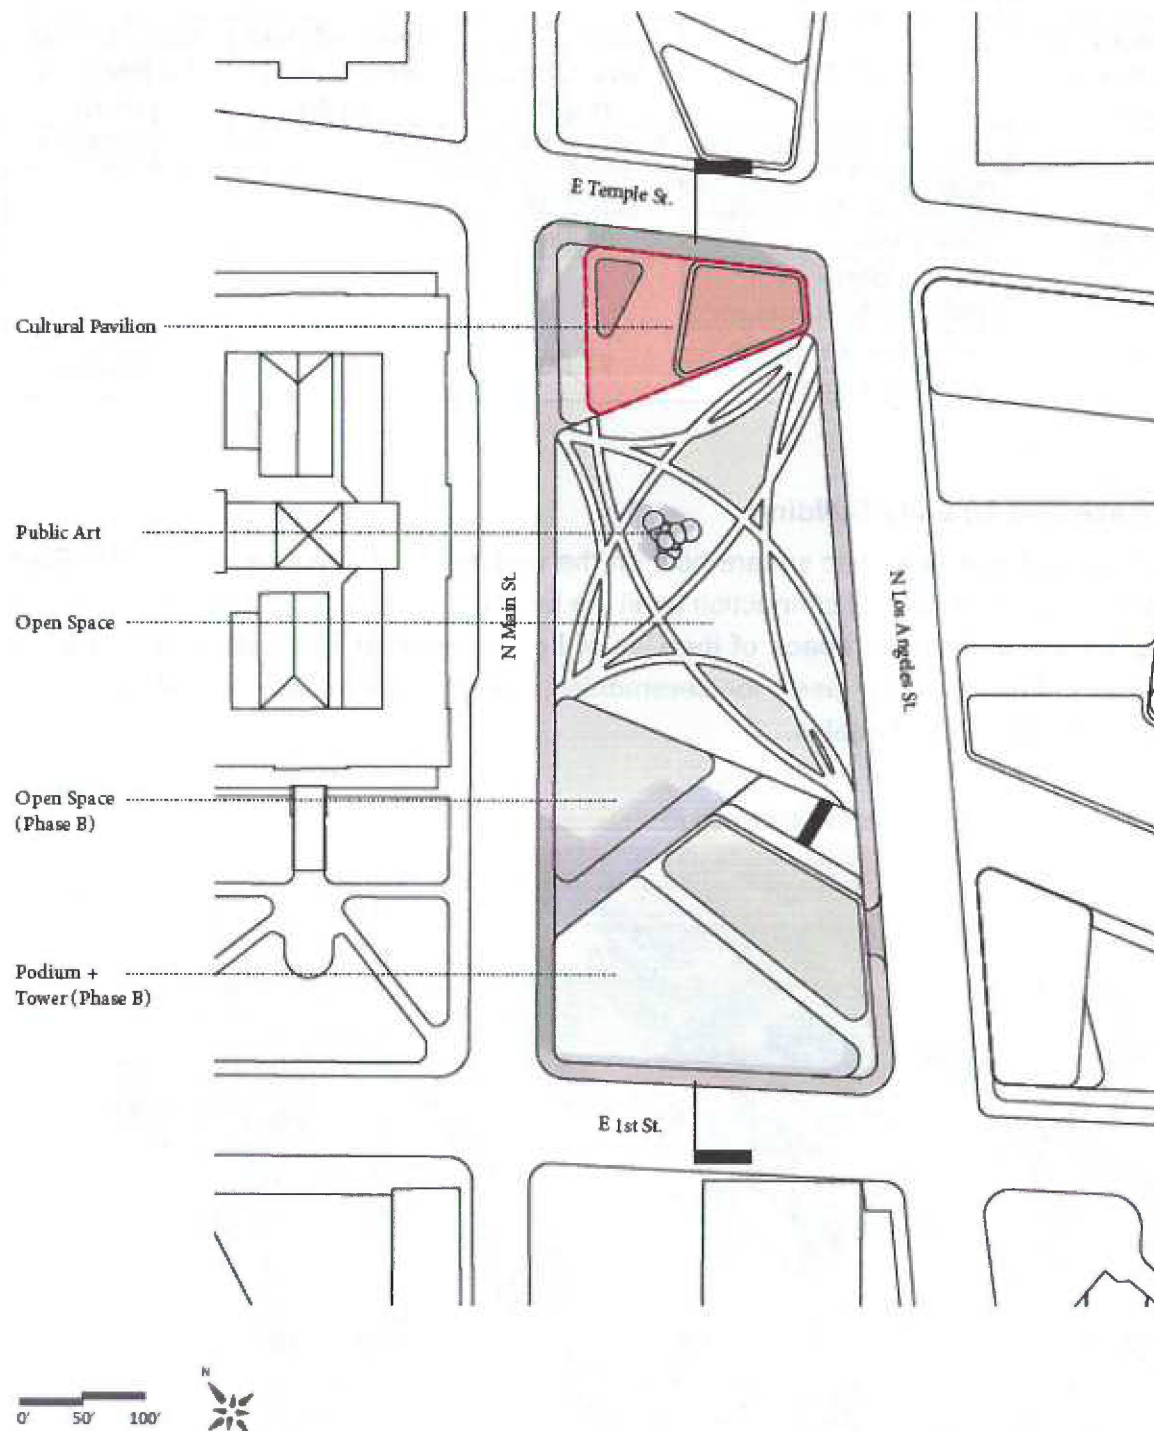 E Temple St.
Cultural Pavilion
Public Art
N Main St.
Open Space
N Los Angeles St.
Open Space
(Phase B)
Podium +
Tower (Phase B)
E 1st St.
N
0' 50' 100'